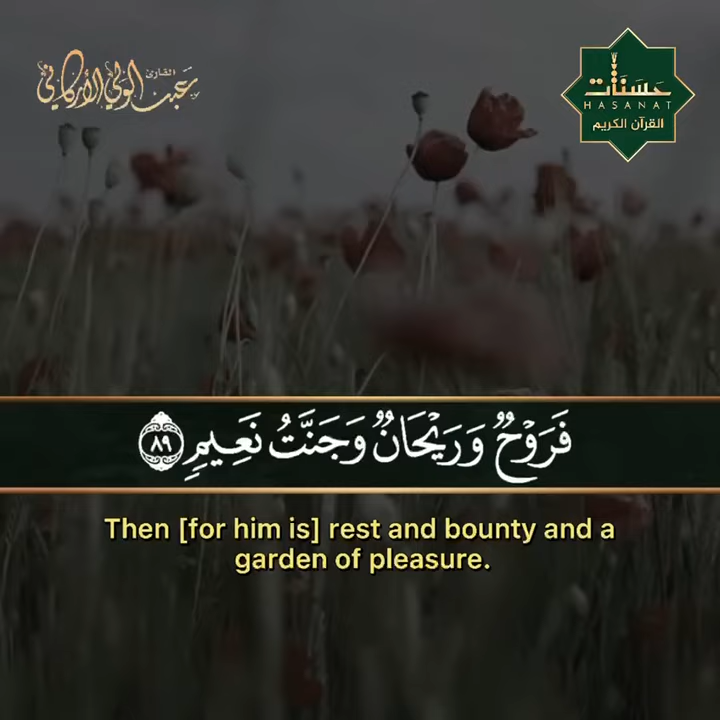 القارئ
عبد الولي الأركاني
حسنات
HASANAT
القرآن الكريم
فَرَوْحٌ وَرَيْحَانٌ وَجَنَّتُ نَعِيمٍ ٨٩
Then [for him is] rest and bounty and a
garden of pleasure.